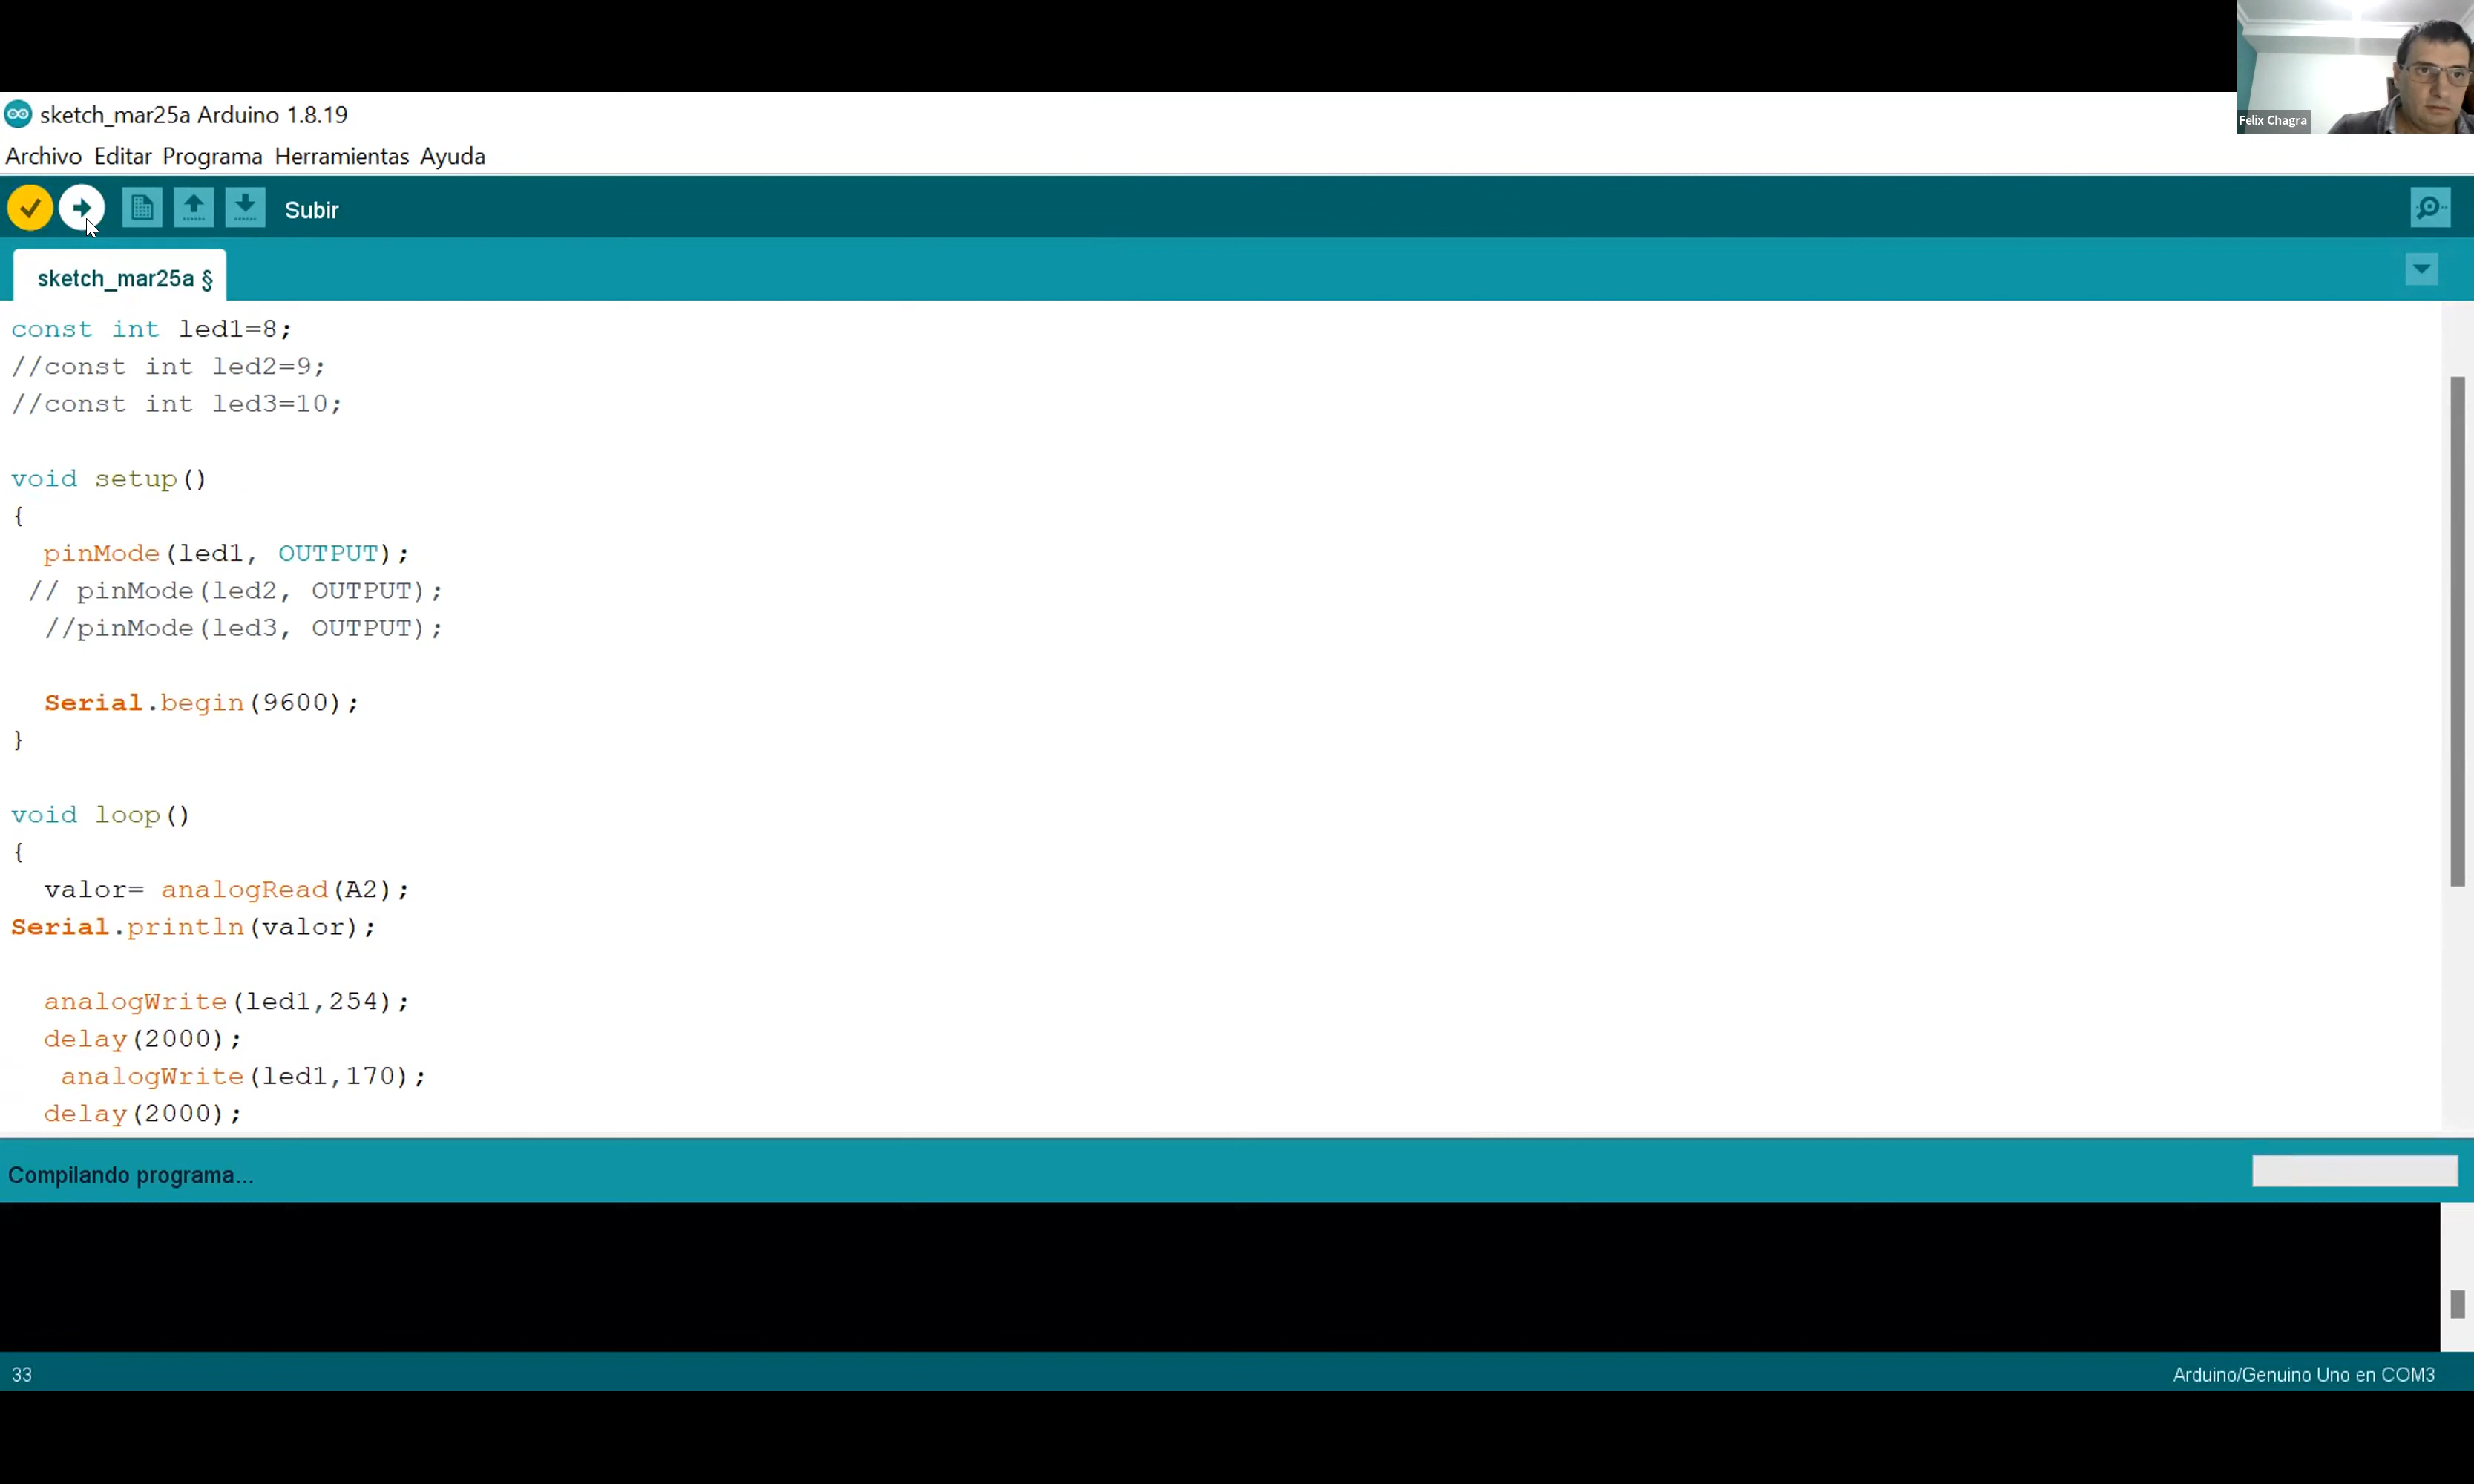 Felix Chagra
sketch_mar25a Arduino 1.8.19
Archivo Editar Programa Herramientas Ayuda
Subir
sketch_mar25a §
const int led1=8;
//const int led2=9;
//const int led3=10;
void setup()
{
pinMode(led1, OUTPUT);
// pinMode(led2, OUTPUT);
//pinMode(led3, OUTPUT);
Serial.begin(9600);
}
void loop()
{
valor= analogRead(A2);
Serial.println(valor);
analogWrite(led1,254);
delay(2000);
analogWrite(led1,170);
delay(2000);
Compilando programa...
33
Arduino/Genuino Uno en COM3